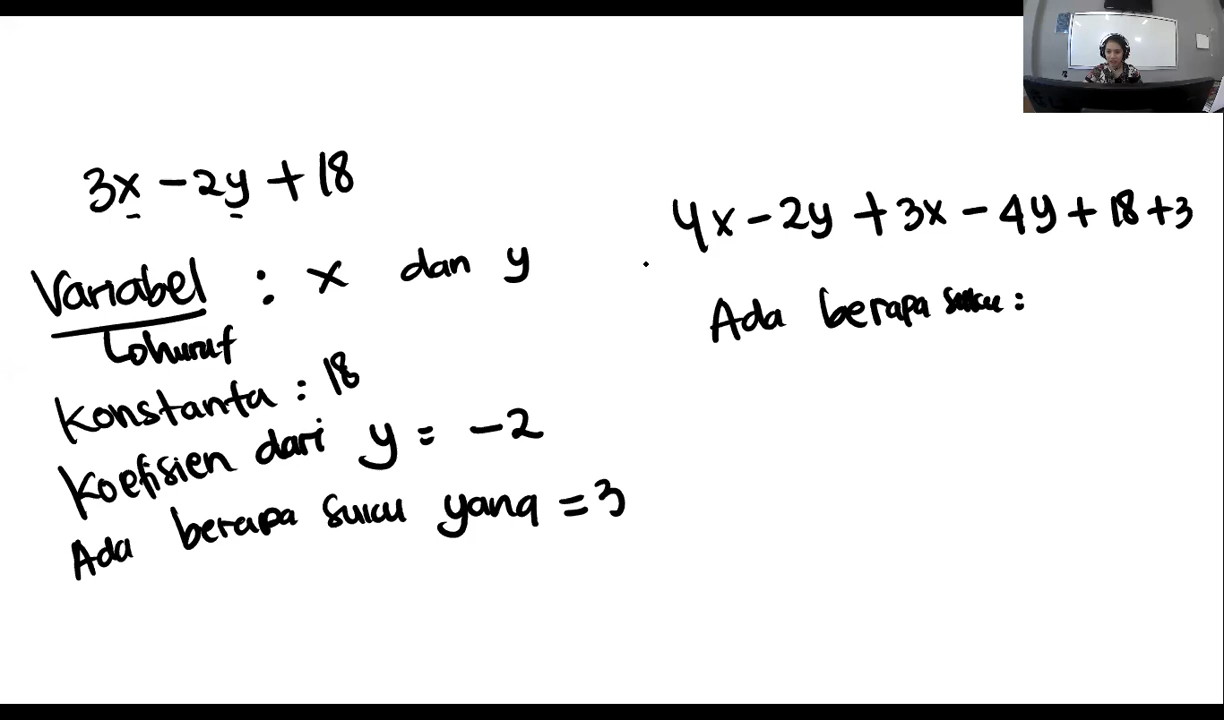 3x - 2y + 18
Variabel : x dan y
↳ huruf
Konstanta : 18
Koefisien dari y = -2
Ada berapa suku yang = 3
4x - 2y + 3x - 4y + 18 + 3
Ada berapa suku :